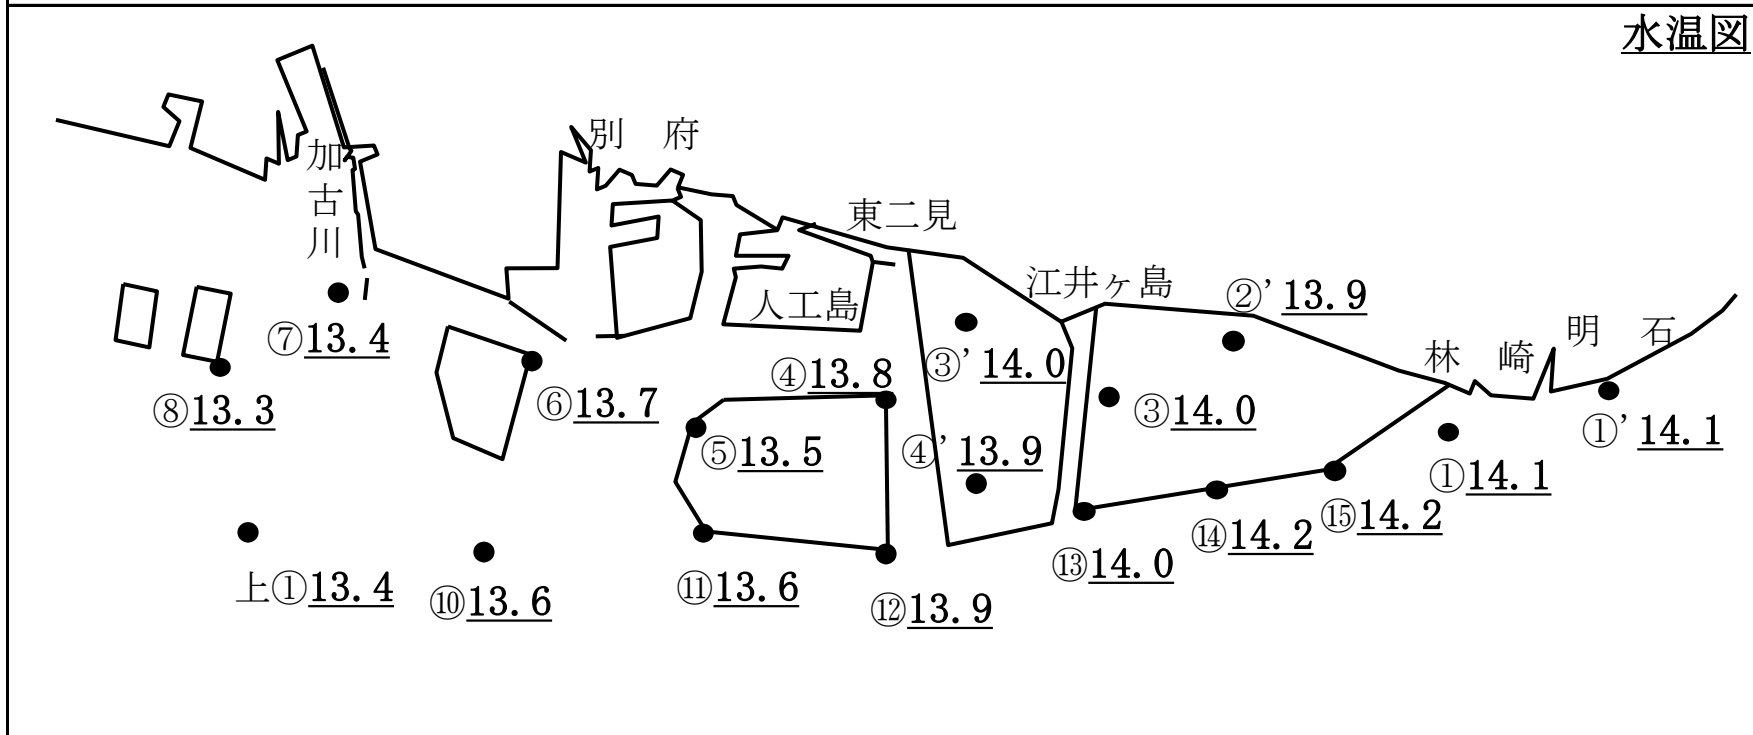 水温図
別 府
加古川
東二見
江井ヶ島
人工島
②' 13.9
明 石
林 崎
⑦13.4
③' 14.0
④13.8
⑧13.3
⑥13.7
③14.0
①' 14.1
⑤13.5
④' 13.9
①14.1
⑮14.2
⑭14.2
⑬14.0
上①13.4
⑩13.6
⑪13.6
⑫13.9